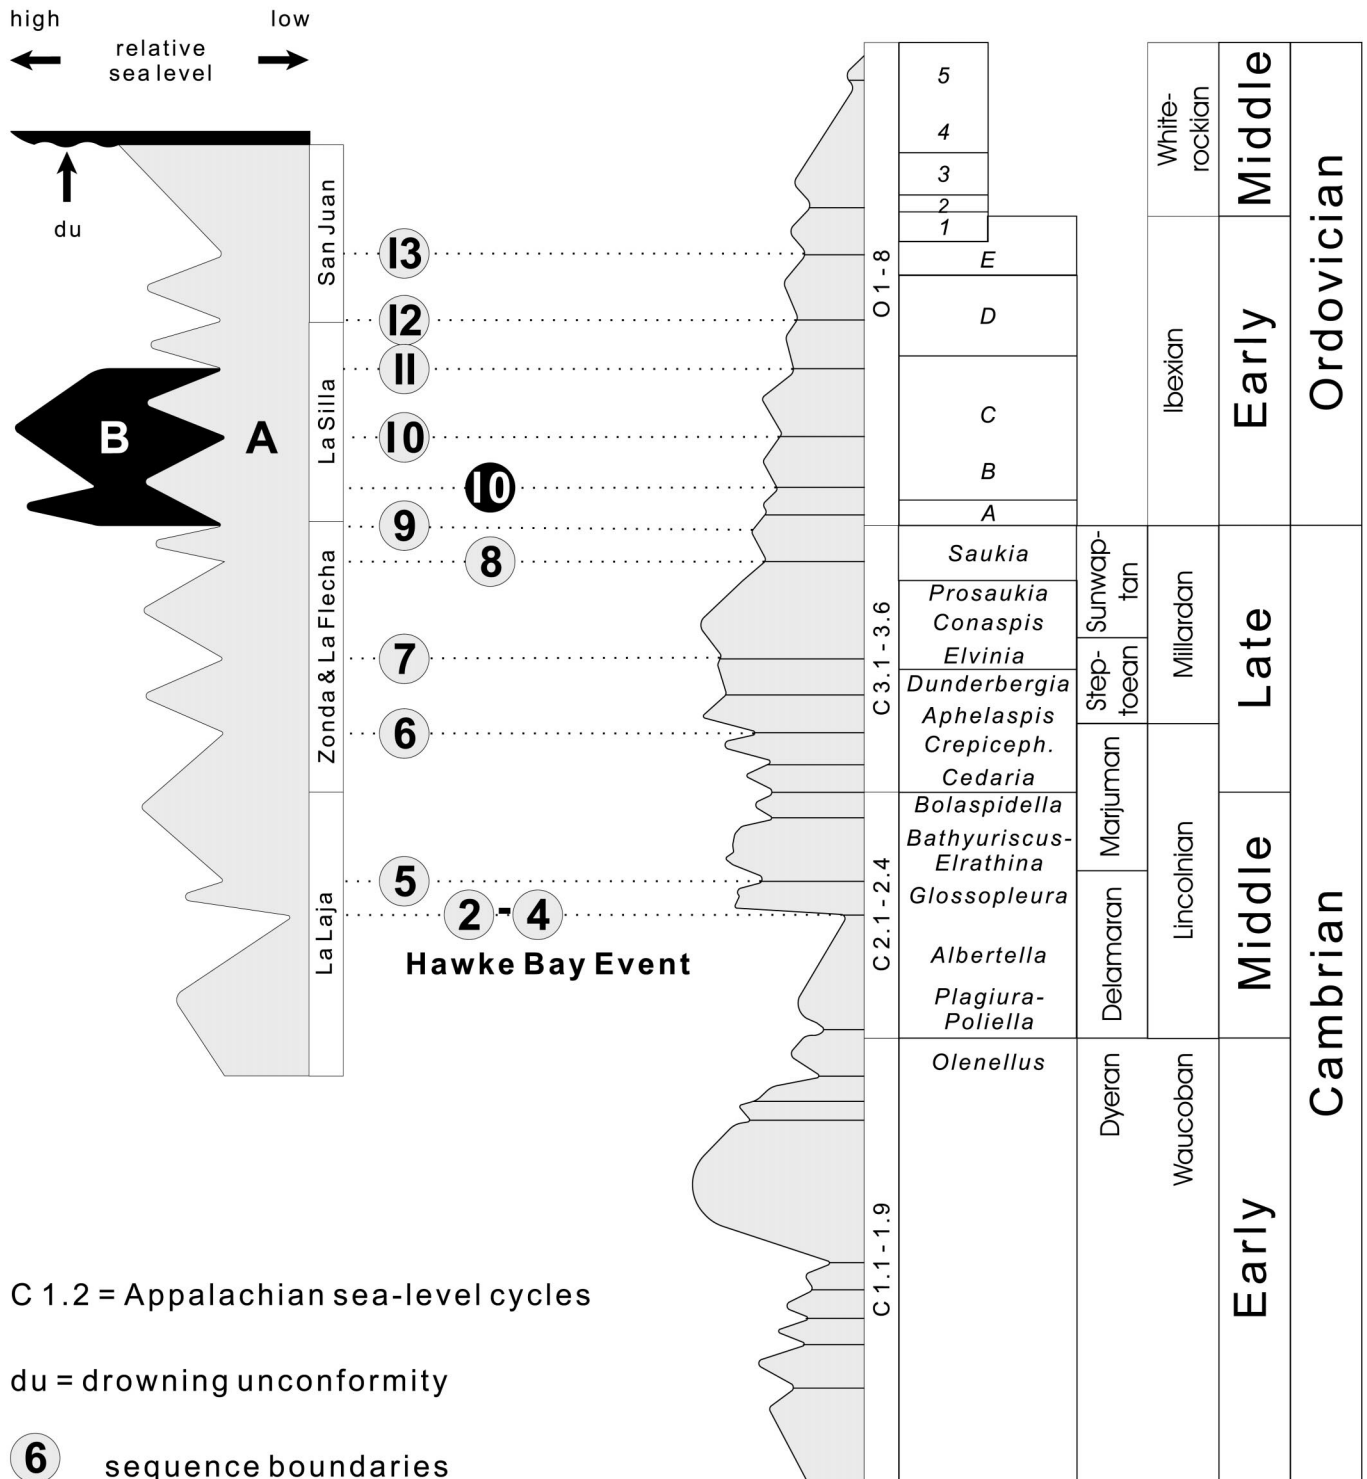 high
low
relative
sea level
du
San Juan
La Silla
Zonda & La Flecha
La Laja
B
A
13
12
11
10
10
9
8
7
6
5
2 - 4
Hawke Bay Event
O 1 - 8
C 3.1 - 3.6
C 2.1 - 2.4
C 1.1 - 1.9
5
4
3
2
1
E
D
C
B
A
Saukia
Prosaukia
Conaspis
Elvinia
Dunderbergia
Aphelaspis
Crepiceph.
Cedaria
Bolaspidella
Bathyuriscus-
Elrathina
Glossopleura
Albertella
Plagiura-
Poliella
Olenellus
Sunwap-
tan
Step-
toean
Marjuman
Delamaran
Dyeran
White-
rockian
Ibexian
Millardan
Lincolnian
Waucoban
Middle
Early
Late
Middle
Early
Ordovician
Cambrian
C 1.2 = Appalachian sea-level cycles
du = drowning unconformity
6 sequence boundaries